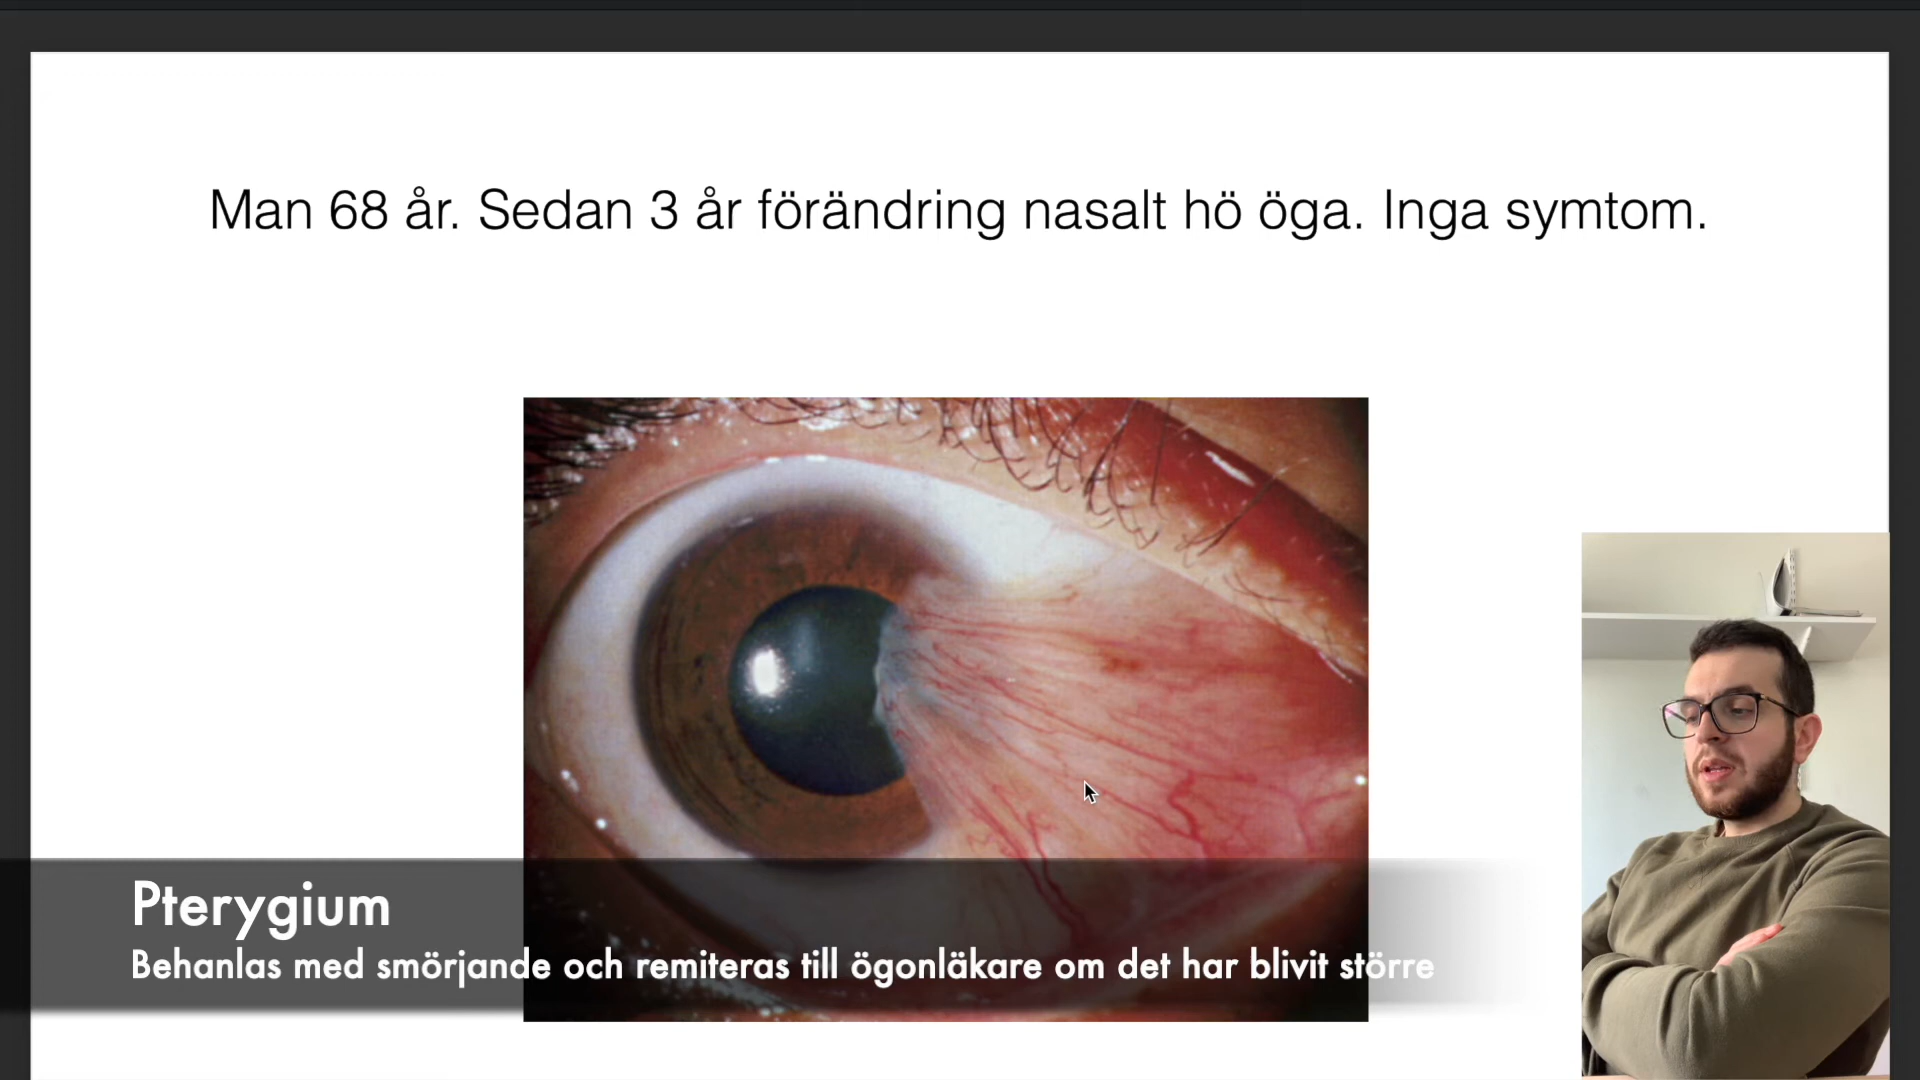 Man 68 år. Sedan 3 år förändring nasalt hö öga. Inga symtom.
Pterygium
Behanlas med smörjande och remiteras till ögonläkare om det har blivit större